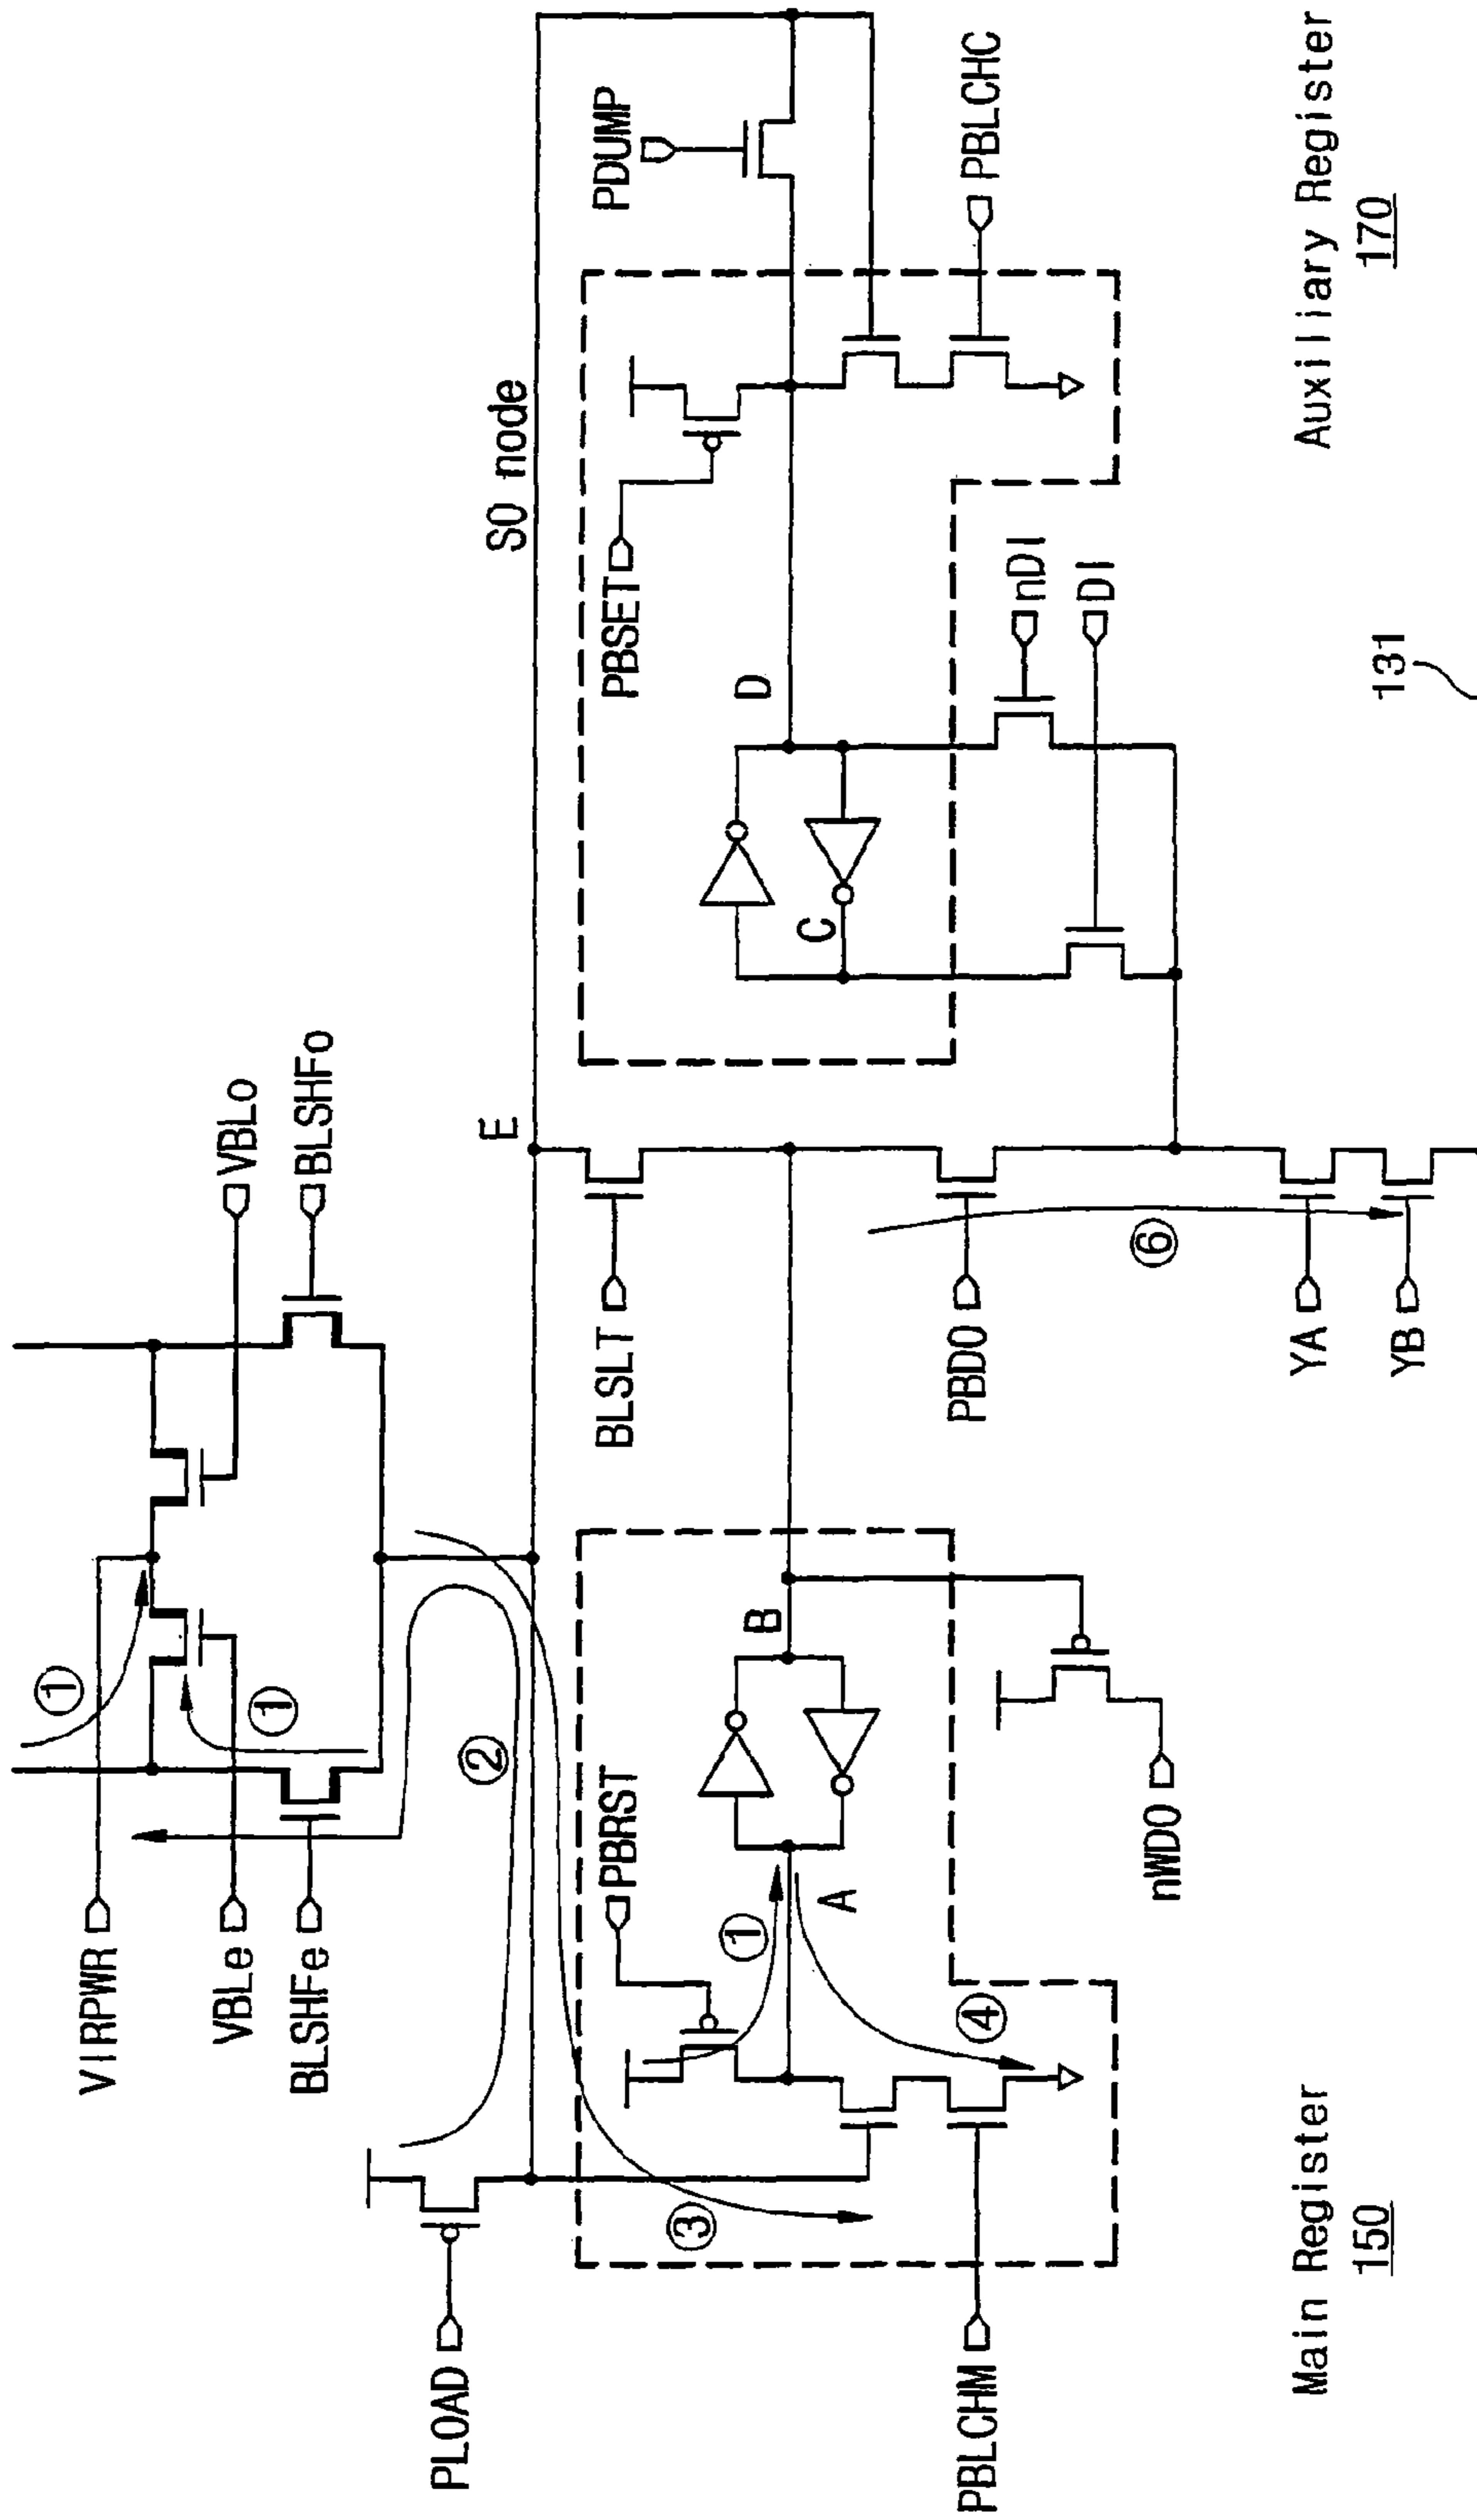 VIRPWR
VBLe
BLSHFe
①
①
VBLo
BLSHFo
②
PLOAD
E
SO node
PDUMP
BLSLT
PBSET
PBRST
③
①
A
B
C
D
PBLCHM
④
PBDO
nDI
DI
PBLCHC
nWDO
⑥
YA
YB
131
Main Register
150
Auxiliary Register
170